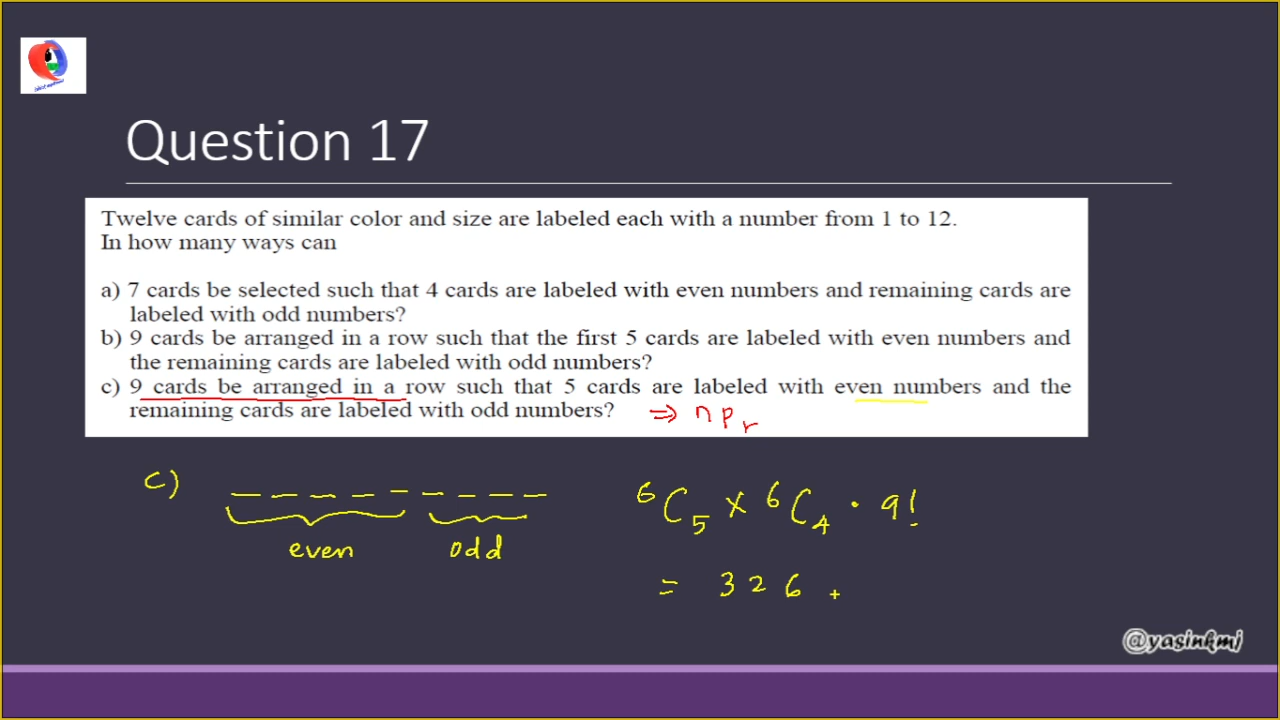 Question 17
Twelve cards of similar color and size are labeled each with a number from 1 to 12.
In how many ways can
a) 7 cards be selected such that 4 cards are labeled with even numbers and remaining cards are
labeled with odd numbers?
b) 9 cards be arranged in a row such that the first 5 cards are labeled with even numbers and
the remaining cards are labeled with odd numbers?
c) 9 cards be arranged in a row such that 5 cards are labeled with even numbers and the
remaining cards are labeled with odd numbers? ⇒ nPr
c) _ _ _ _ _ _ _ _ _
even odd
⁶C₅ × ⁶C₄ · 9!
= 326
@yasinkmj